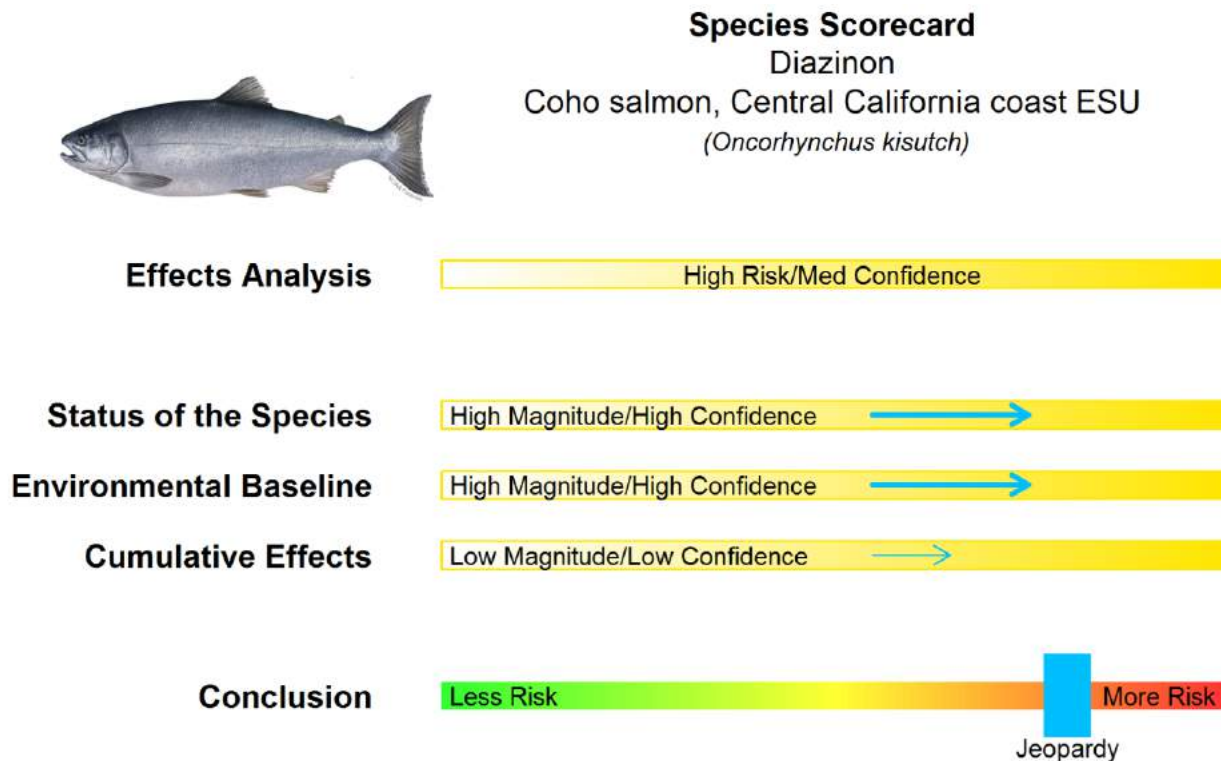 Species Scorecard
Diazinon
Coho salmon, Central California coast ESU
(Oncorhynchus kisutch)
Effects Analysis
High Risk/Med Confidence
Status of the Species
High Magnitude/High Confidence
Environmental Baseline
High Magnitude/High Confidence
Cumulative Effects
Low Magnitude/Low Confidence
Conclusion
Less Risk
More Risk
Jeopardy